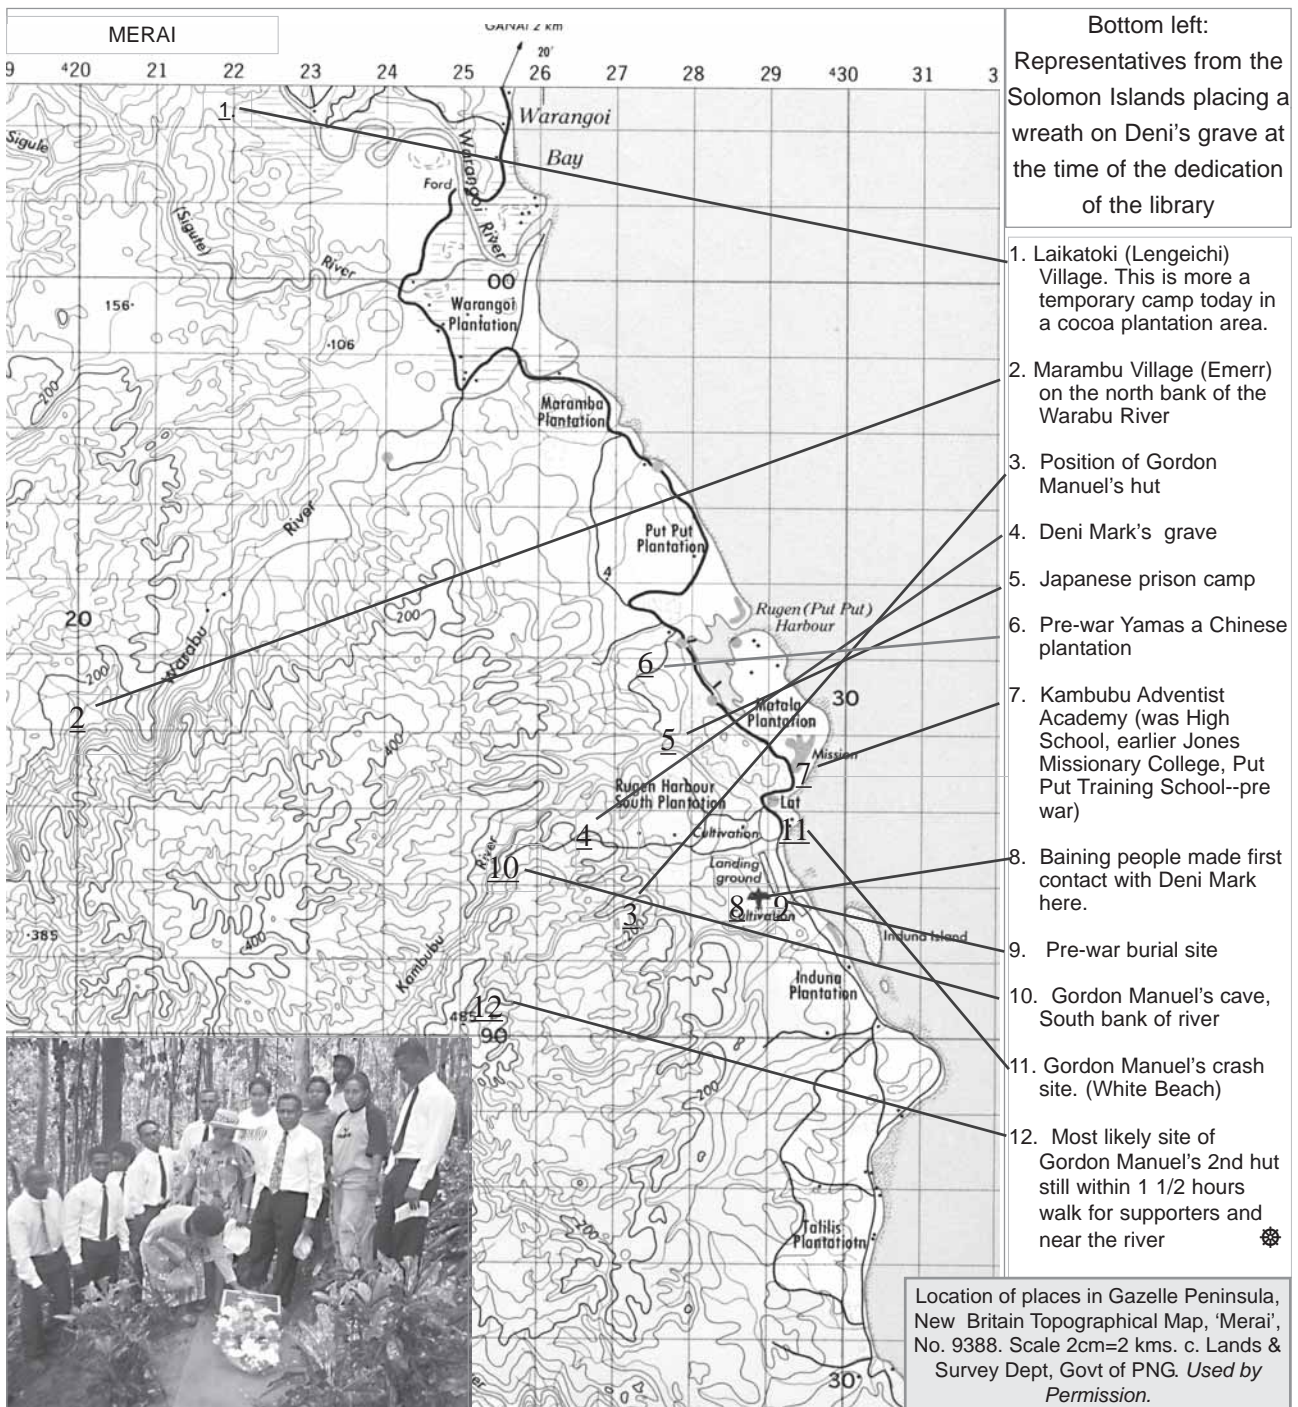 MERAI
GANAI 2 km
20'
9 420 21 22 23 24 25 26 27 28 29 430 31 3
Bottom left:
Representatives from the
Solomon Islands placing a
wreath on Deni's grave at
the time of the dedication
of the library
1
Warangoi
Bay
Warangoi River
Sigule
Ford
(Sigute)
River
00
156
Warangoi
Plantation
106
200
Maramba
Plantation
River
Put Put
Plantation
4
200
Rugen (Put Put)
Harbour
20
Warabu
6
200
2
Matala
Plantation
30
5
400
Mission
7
Rugen Harbour
South Plantation
Lat
4
Cultivation
11
River
10
Landing
ground
8
9
3
Cultivation
200
385
400
Induna Island
Kambubu
Induna
Plantation
12
485
90
200
200
Tatilis
Plantatiotn
30'
1. Laikatoki (Lengeichi)
Village. This is more a
temporary camp today in
a cocoa plantation area.
2. Marambu Village (Emerr)
on the north bank of the
Warabu River
3. Position of Gordon
Manuel's hut
4. Deni Mark's grave
5. Japanese prison camp
6. Pre-war Yamas a Chinese
plantation
7. Kambubu Adventist
Academy (was High
School, earlier Jones
Missionary College, Put
Put Training School--pre
war)
8. Baining people made first
contact with Deni Mark
here.
9. Pre-war burial site
10. Gordon Manuel's cave,
South bank of river
11. Gordon Manuel's crash
site. (White Beach)
12. Most likely site of
Gordon Manuel's 2nd hut
still within 1 1/2 hours
walk for supporters and
near the river
Location of places in Gazelle Peninsula,
New Britain Topographical Map, 'Merai',
No. 9388. Scale 2cm=2 kms. c. Lands &
Survey Dept, Govt of PNG. Used by
Permission.